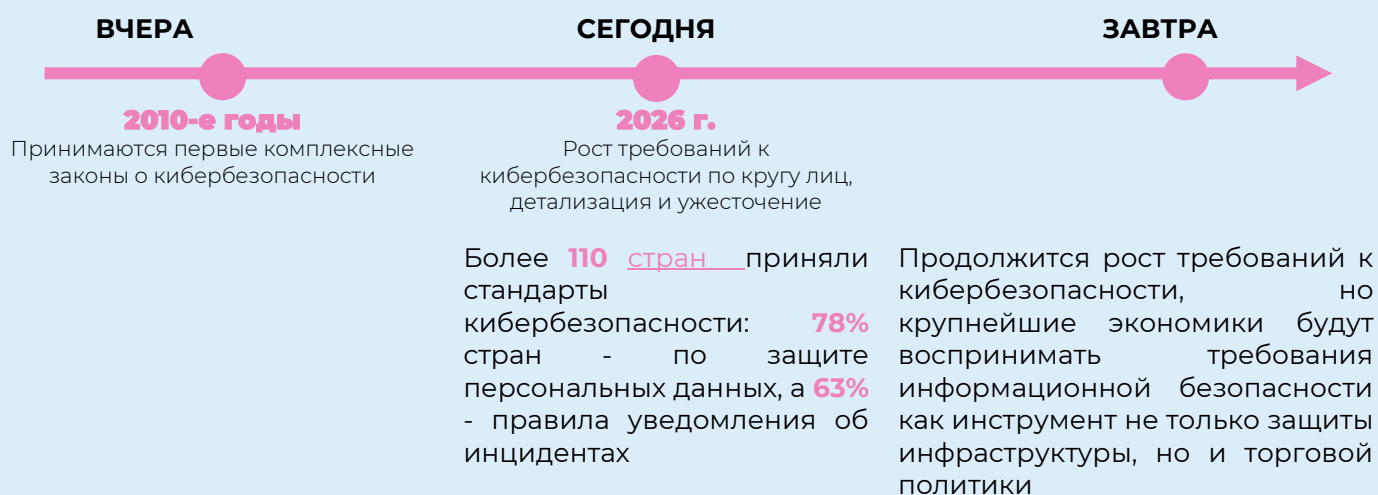 ВЧЕРА
СЕГОДНЯ
ЗАВТРА
2010-е годы
Принимаются первые комплексные
законы о кибербезопасности
2026 г.
Рост требований к
кибербезопасности по кругу лиц,
детализация и ужесточение
Более 110 стран приняли
стандарты
кибербезопасности: 78%
стран - по защите
персональных данных, а 63%
- правила уведомления об
инцидентах
Продолжится рост требований к
кибербезопасности, но
крупнейшие экономики будут
воспринимать требования
информационной безопасности
как инструмент не только защиты
инфраструктуры, но и торговой
политики